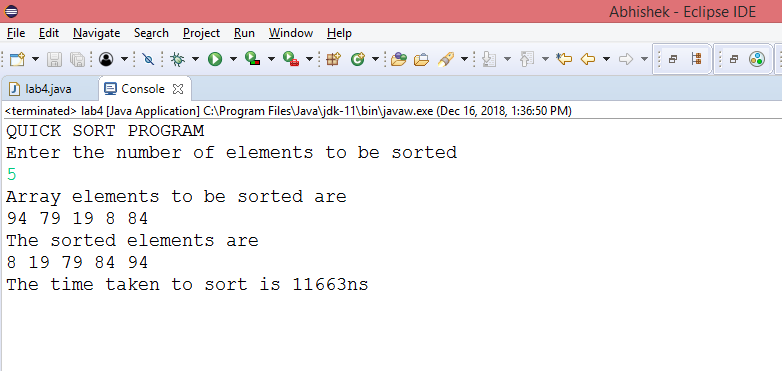 Abhishek - Eclipse IDE
File Edit Navigate Search Project Run Window Help
lab4.java Console
<terminated> lab4 [Java Application] C:\Program Files\Java\jdk-11\bin\javaw.exe (Dec 16, 2018, 1:36:50 PM)
QUICK SORT PROGRAM
Enter the number of elements to be sorted
5
Array elements to be sorted are
94 79 19 8 84
The sorted elements are
8 19 79 84 94
The time taken to sort is 11663ns